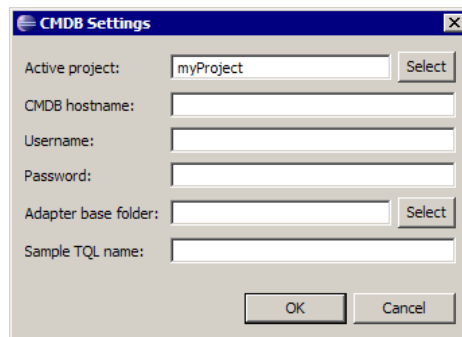 CMDB Settings
Active project: myProject Select
CMDB hostname:
Username:
Password:
Adapter base folder: Select
Sample TQL name:
OK Cancel